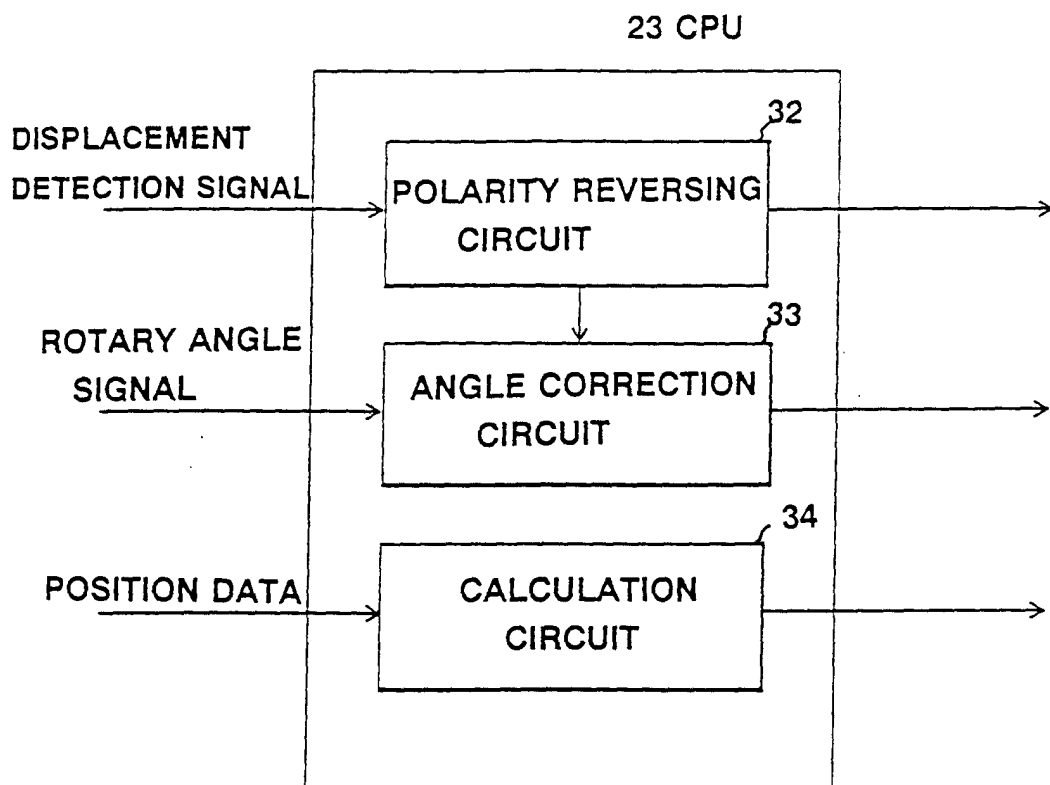 23 CPU
32
DISPLACEMENT
DETECTION SIGNAL
POLARITY REVERSING
CIRCUIT
33
ROTARY ANGLE
SIGNAL
ANGLE CORRECTION
CIRCUIT
34
POSITION DATA
CALCULATION
CIRCUIT